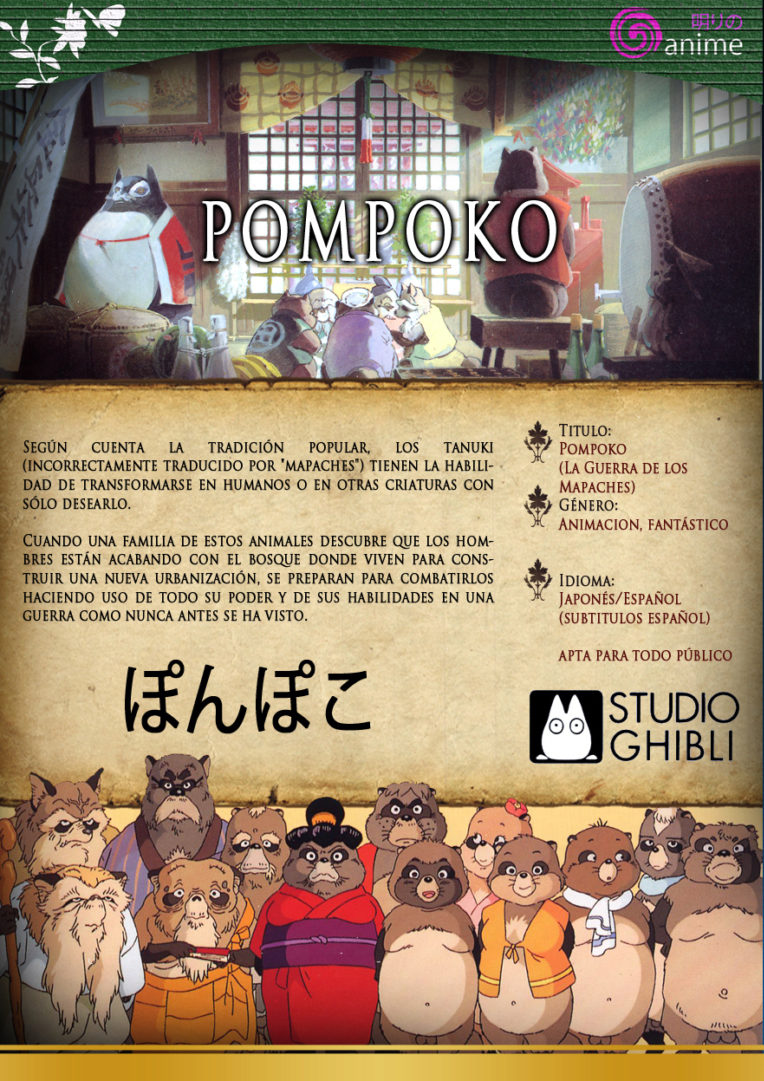 明りの
anime
POMPOKO
SEGÚN CUENTA LA TRADICIÓN POPULAR, LOS TANUKI
(INCORRECTAMENTE TRADUCIDO POR "MAPACHES") TIENEN LA HABILI-
DAD DE TRANSFORMARSE EN HUMANOS O EN OTRAS CRIATURAS CON
SÓLO DESEARLO.
CUANDO UNA FAMILIA DE ESTOS ANIMALES DESCUBRE QUE LOS HOM-
BRES ESTÁN ACABANDO CON EL BOSQUE DONDE VIVEN PARA CONS-
TRUIR UNA NUEVA URBANIZACIÓN, SE PREPARAN PARA COMBATIRLOS
HACIENDO USO DE TODO SU PODER Y DE SUS HABILIDADES EN UNA
GUERRA COMO NUNCA ANTES SE HA VISTO.
ぽんぽこ
TITULO:
POMPOKO
(LA GUERRA DE LOS
MAPACHES)
GÉNERO:
ANIMACION, FANTÁSTICO
IDIOMA:
JAPONÉS/ESPAÑOL
(SUBTITULOS ESPAÑOL)
APTA PARA TODO PÚBLICO
STUDIO
GHIBLI